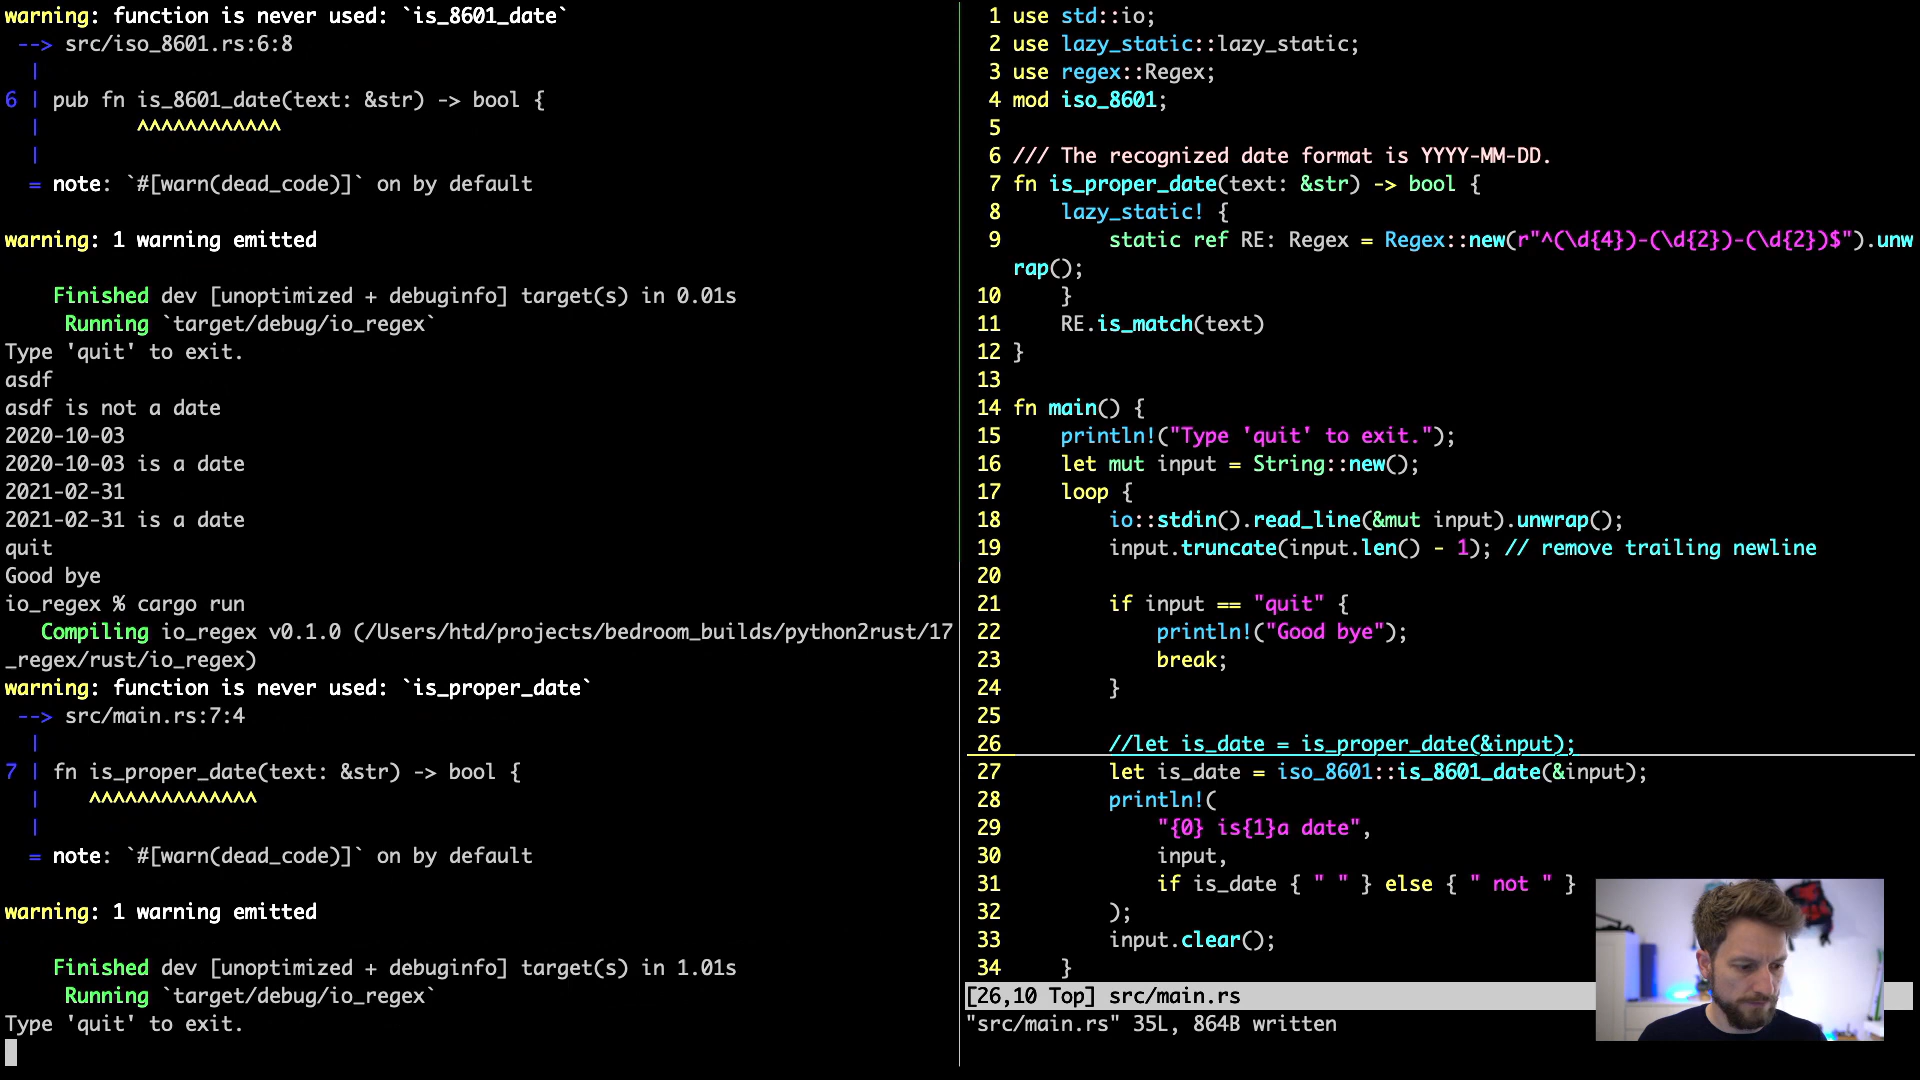 warning: function is never used: `is_8601_date`
 --> src/iso_8601.rs:6:8
  |
6 | pub fn is_8601_date(text: &str) -> bool {
  |        ^^^^^^^^^^^^
  |
  = note: `#[warn(dead_code)]` on by default
warning: 1 warning emitted
    Finished dev [unoptimized + debuginfo] target(s) in 0.01s
     Running `target/debug/io_regex`
Type 'quit' to exit.
asdf
asdf is not a date
2020-10-03
2020-10-03 is a date
2021-02-31
2021-02-31 is a date
quit
Good bye
io_regex % cargo run
   Compiling io_regex v0.1.0 (/Users/htd/projects/bedroom_builds/python2rust/17
_regex/rust/io_regex)
warning: function is never used: `is_proper_date`
 --> src/main.rs:7:4
  |
7 | fn is_proper_date(text: &str) -> bool {
  |    ^^^^^^^^^^^^^^
  |
  = note: `#[warn(dead_code)]` on by default
warning: 1 warning emitted
    Finished dev [unoptimized + debuginfo] target(s) in 1.01s
     Running `target/debug/io_regex`
Type 'quit' to exit.
1 use std::io;
2 use lazy_static::lazy_static;
3 use regex::Regex;
4 mod iso_8601;
5
6 /// The recognized date format is YYYY-MM-DD.
7 fn is_proper_date(text: &str) -> bool {
8     lazy_static! {
9         static ref RE: Regex = Regex::new(r"^(\d{4})-(\d{2})-(\d{2})$").unw
rap();
10     }
11     RE.is_match(text)
12 }
13
14 fn main() {
15     println!("Type 'quit' to exit.");
16     let mut input = String::new();
17     loop {
18         io::stdin().read_line(&mut input).unwrap();
19         input.truncate(input.len() - 1); // remove trailing newline
20
21         if input == "quit" {
22             println!("Good bye");
23             break;
24         }
25
26         //let is_date = is_proper_date(&input);
27         let is_date = iso_8601::is_8601_date(&input);
28         println!(
29             "{0} is{1}a date",
30             input,
31             if is_date { " " } else { " not " }
32         );
33         input.clear();
34     }
[26,10 Top] src/main.rs
"src/main.rs" 35L, 864B written